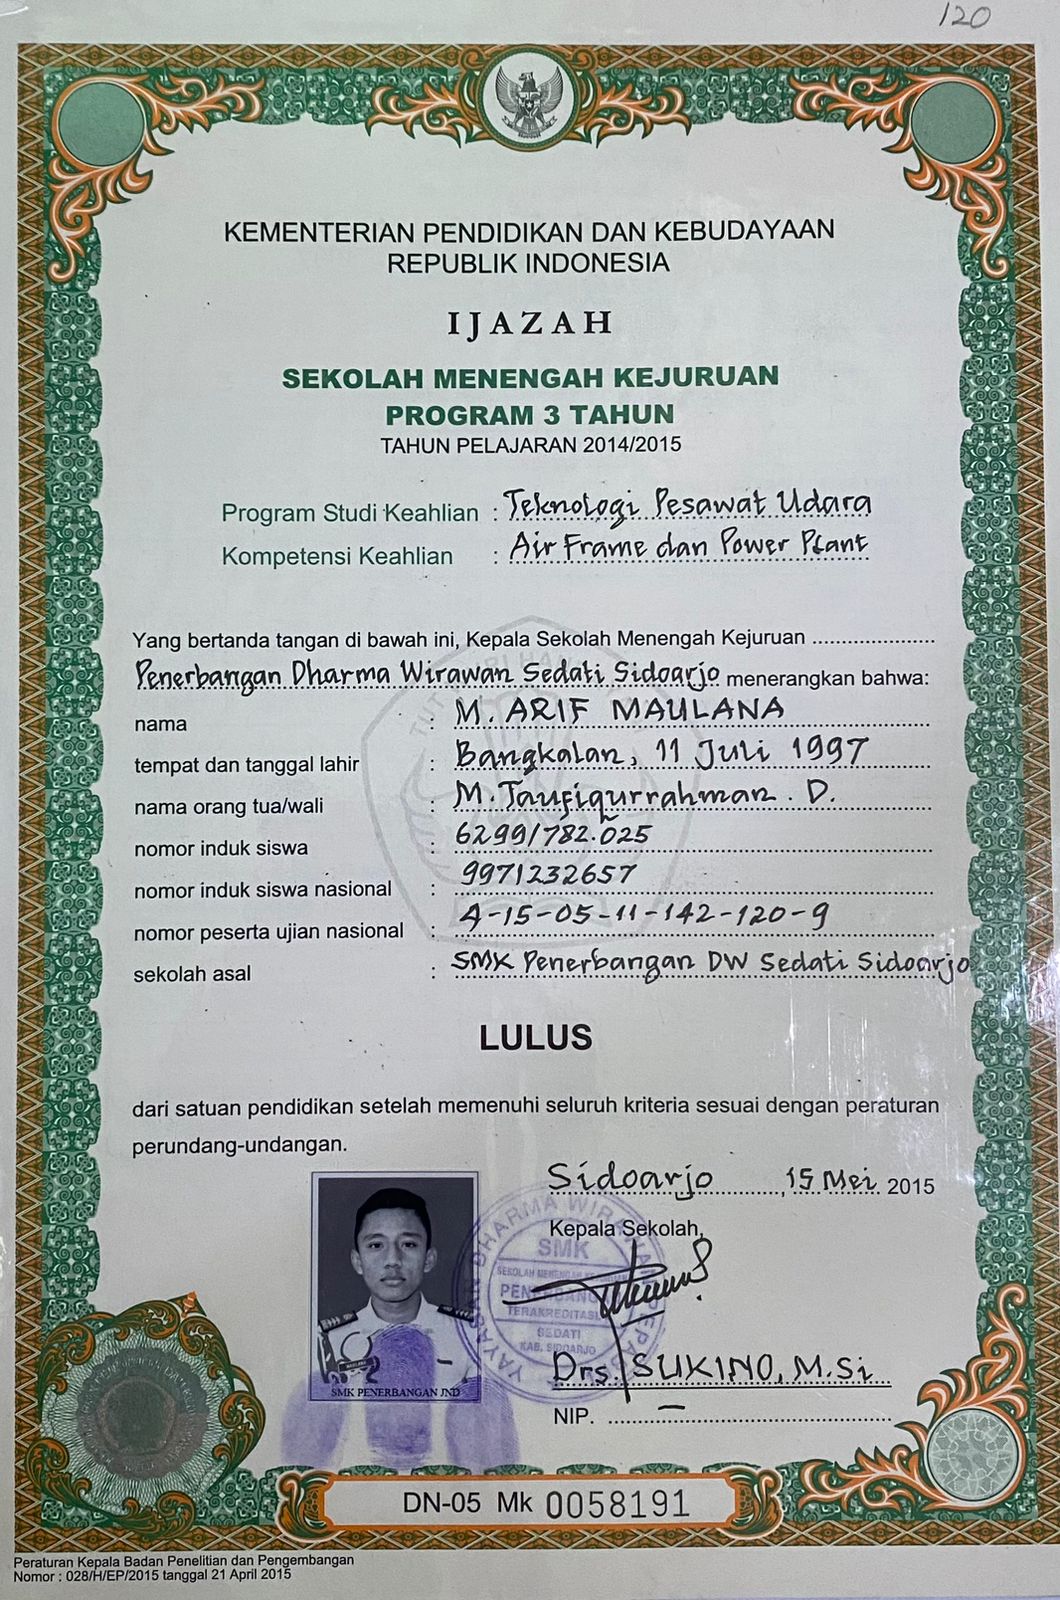 120
KEMENTERIAN PENDIDIKAN DAN KEBUDAYAAN
REPUBLIK INDONESIA
IJAZAH
SEKOLAH MENENGAH KEJURUAN
PROGRAM 3 TAHUN
TAHUN PELAJARAN 2014/2015
Program Studi Keahlian : Teknologi Pesawat Udara
Kompetensi Keahlian : Air Frame dan Power Plant
Yang bertanda tangan di bawah ini, Kepala Sekolah Menengah Kejuruan
Penerbangan Dharma Wirawan Sedati Sidoarjo menerangkan bahwa:
nama : M. ARIF MAULANA
tempat dan tanggal lahir : Bangkalan, 11 Juli 1997
nama orang tua/wali : M. Taufiqurrahman. D.
nomor induk siswa : 6299/782.025
nomor induk siswa nasional : 9971232657
nomor peserta ujian nasional : 4-15-05-11-142-120-9
sekolah asal : SMK Penerbangan DW Sedati Sidoarjo
LULUS
dari satuan pendidikan setelah memenuhi seluruh kriteria sesuai dengan peraturan
perundang-undangan.
Sidoarjo, 15 Mei 2015
Kepala Sekolah,
YAYASAN DHARMA WIRAWAN
SMK
TERAKREDITASI
SEDATI
KAB. SIDOARJO
Drs. SUKINO, M.Si
NIP. –
SMK PENERBANGAN JND
DN-05 Mk 0058191
Peraturan Kepala Badan Penelitian dan Pengembangan
Nomor : 028/H/EP/2015 tanggal 21 April 2015